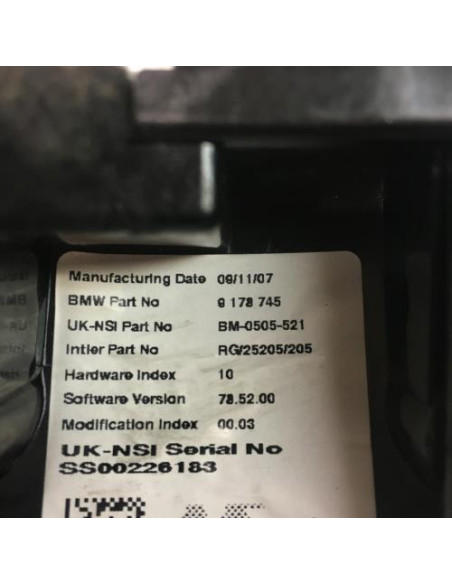 Manufacturing Date 09/11/07
BMW Part No 9 178 745
UK-NSI Part No BM-0505-521
Intier Part No RG/25205/205
Hardware Index 10
Software Version 78.52.00
Modification Index 00.03
UK-NSI Serial No
SS00226183